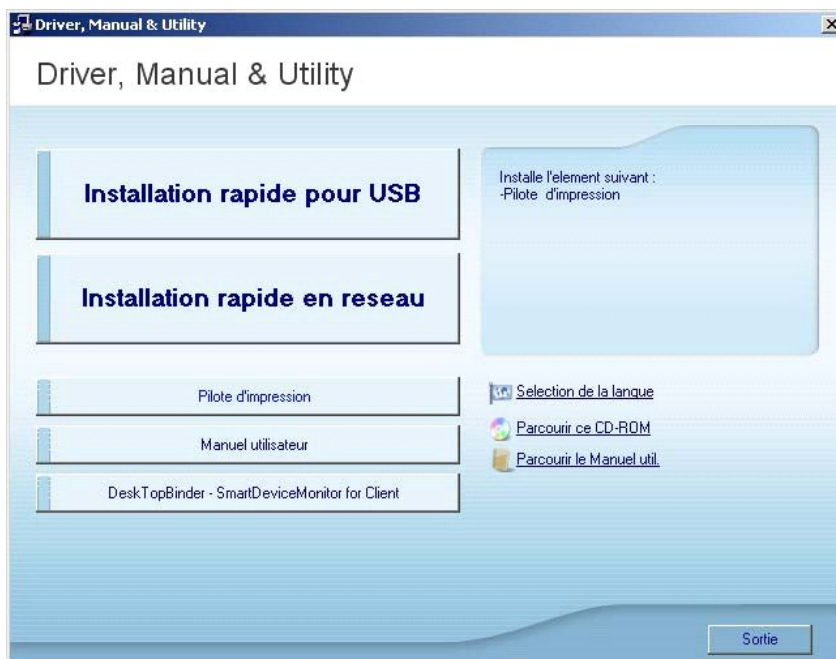 Driver, Manual & Utility
Driver, Manual & Utility
Installation rapide pour USB
Installation rapide en reseau
Pilote d'impression
Manuel utilisateur
DeskTopBinder - SmartDeviceMonitor for Client
Installe l'element suivant :
-Pilote d'impression
Selection de la langue
Parcourir ce CD-ROM
Parcourir le Manuel util.
Sortie